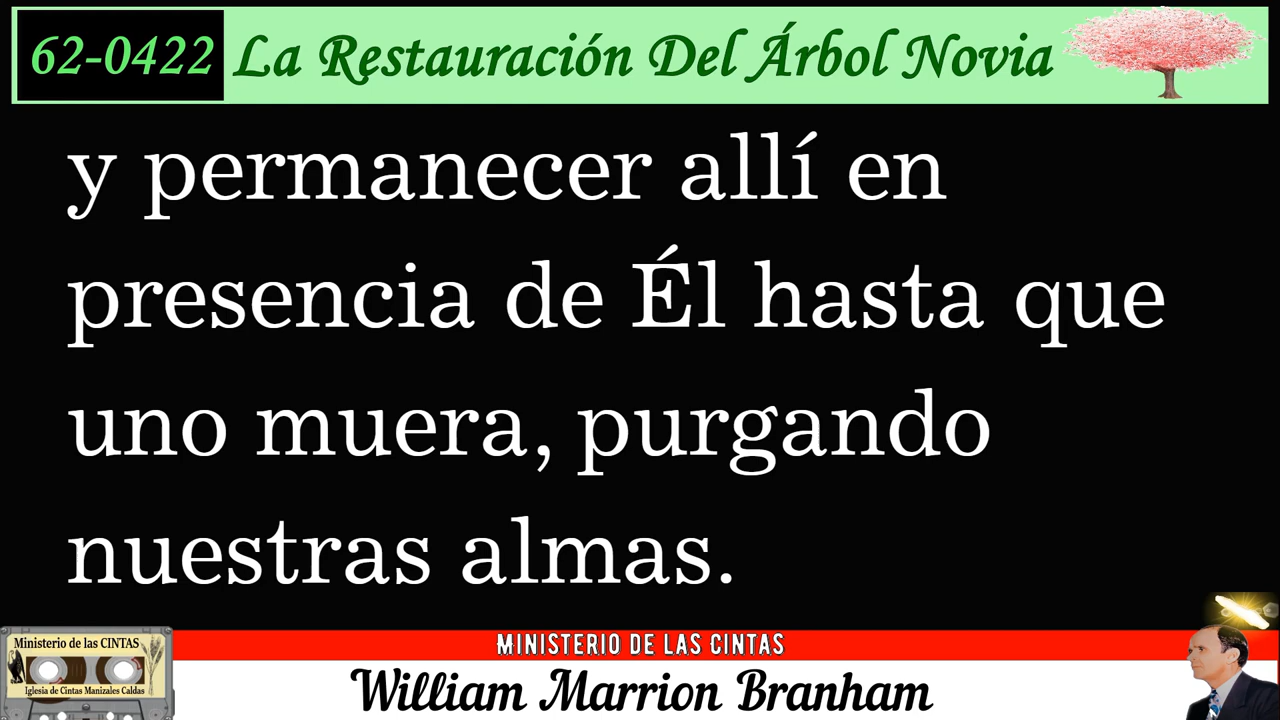 62-0422 La Restauración Del Árbol Novia
y permanecer allí en
presencia de Él hasta que
uno muera, purgando
nuestras almas.
MINISTERIO DE LAS CINTAS
Ministerio de las CINTAS
Iglesia de Cintas Manizales Caldas
William Marrion Branham